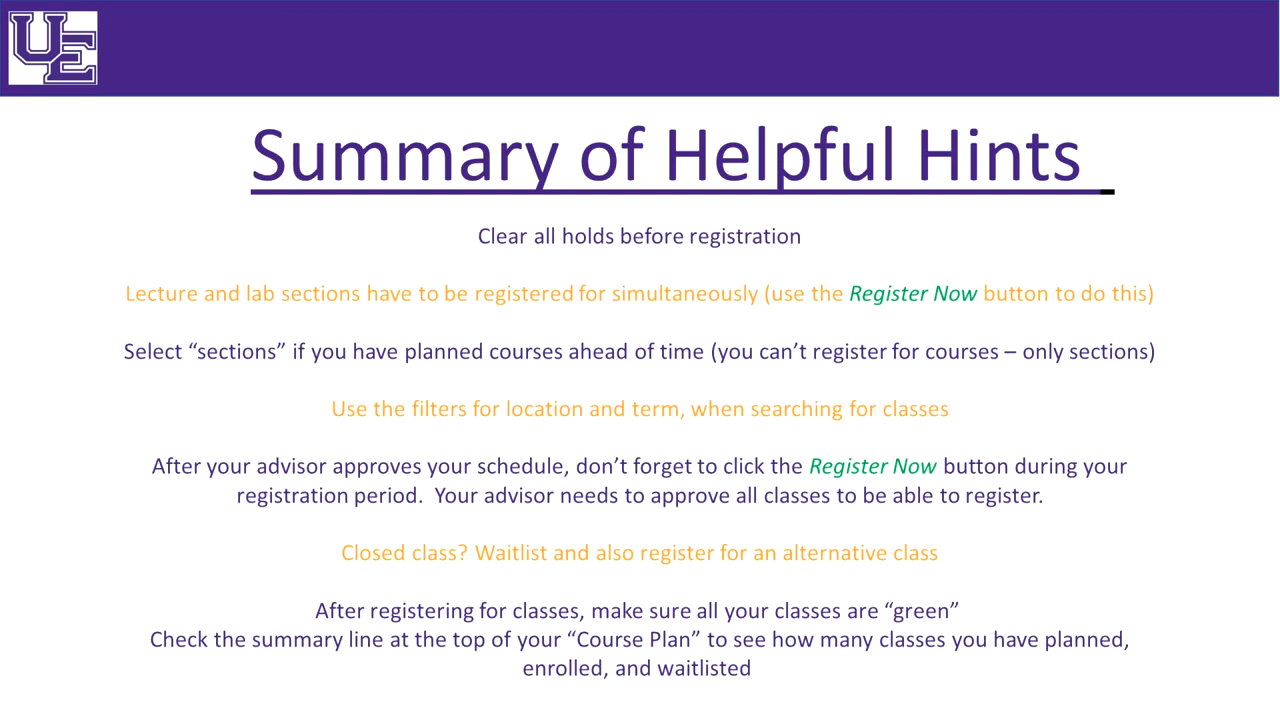 UE
Summary of Helpful Hints
Clear all holds before registration
Lecture and lab sections have to be registered for simultaneously (use the Register Now button to do this)
Select “sections” if you have planned courses ahead of time (you can’t register for courses – only sections)
Use the filters for location and term, when searching for classes
After your advisor approves your schedule, don’t forget to click the Register Now button during your
registration period.  Your advisor needs to approve all classes to be able to register.
Closed class? Waitlist and also register for an alternative class
After registering for classes, make sure all your classes are “green”
Check the summary line at the top of your “Course Plan” to see how many classes you have planned,
enrolled, and waitlisted